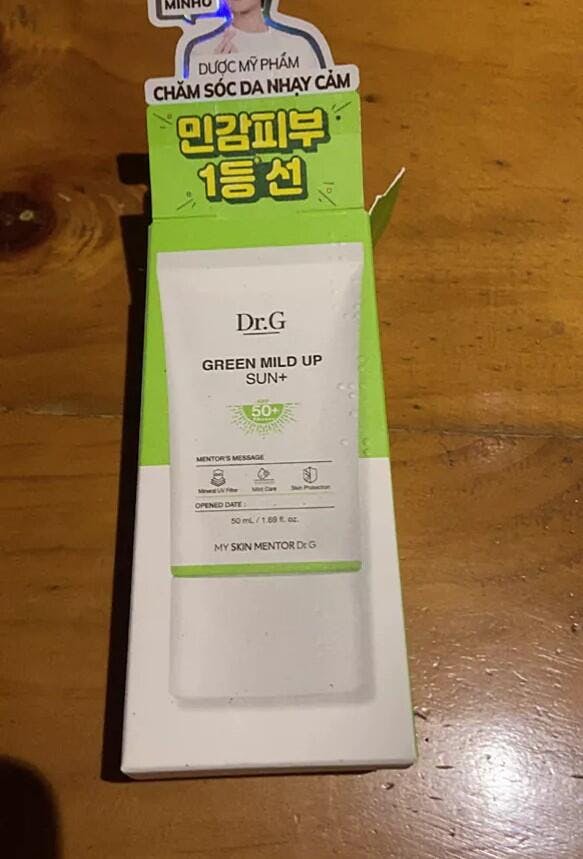 MINHO
DƯỢC MỸ PHẨM
CHĂM SÓC DA NHẠY CẢM
민감피부
1등 선
Dr.G
GREEN MILD UP
SUN+
SPF
50+
MENTOR'S MESSAGE
Mineral UV Filter Mild Care Skin Protection
OPENED DATE :
50 mL / 1.69 fl. oz.
MY SKIN MENTOR Dr.G